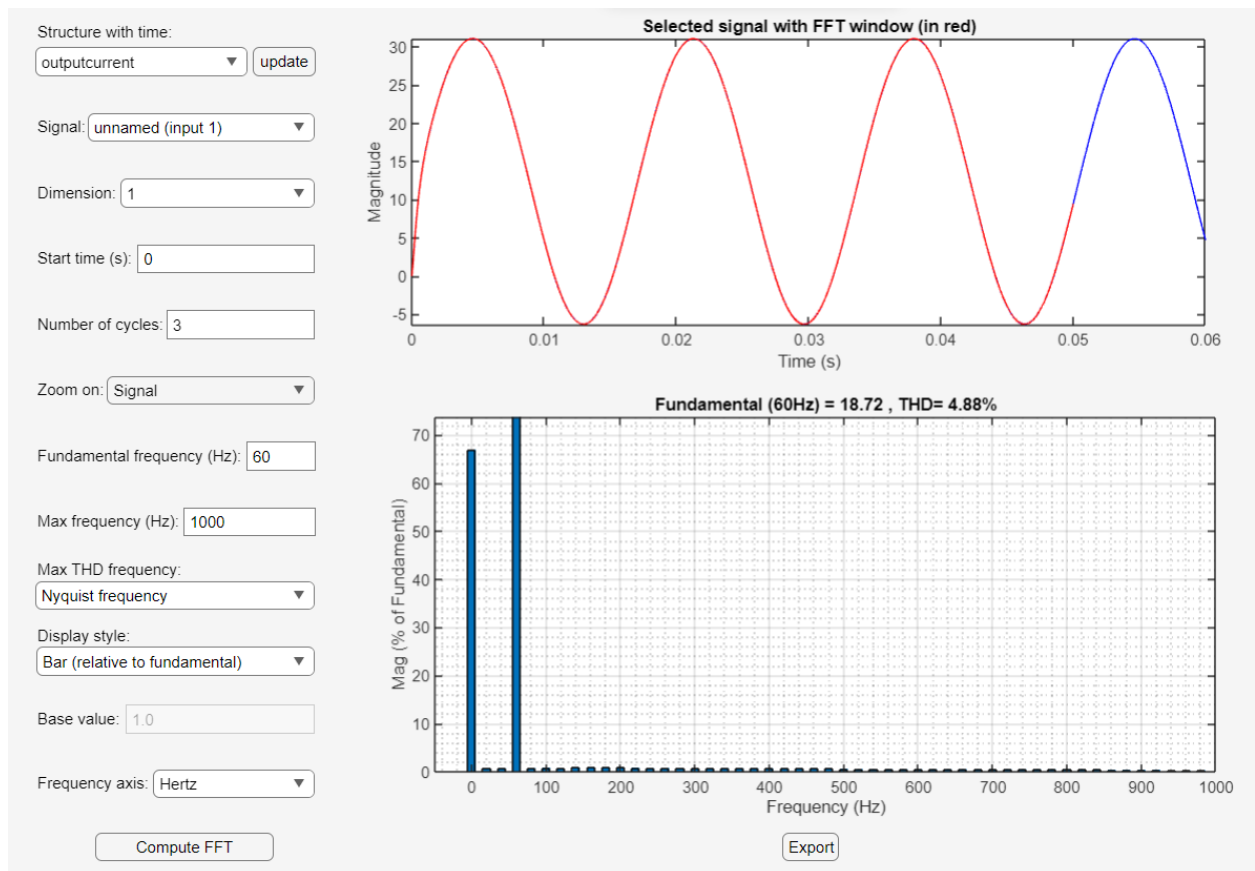 Structure with time:
outputcurrent
update
Signal: unnamed (input 1)
Dimension: 1
Start time (s): 0
Number of cycles: 3
Zoom on: Signal
Fundamental frequency (Hz): 60
Max frequency (Hz): 1000
Max THD frequency:
Nyquist frequency
Display style:
Bar (relative to fundamental)
Base value: 1.0
Frequency axis: Hertz
Compute FFT
Selected signal with FFT window (in red)
Magnitude
30
25
20
15
10
5
0
-5
0 0.01 0.02 0.03 0.04 0.05 0.06
Time (s)
Fundamental (60Hz) = 18.72 , THD= 4.88%
Mag (% of Fundamental)
70
60
50
40
30
20
10
0
0 100 200 300 400 500 600 700 800 900 1000
Frequency (Hz)
Export